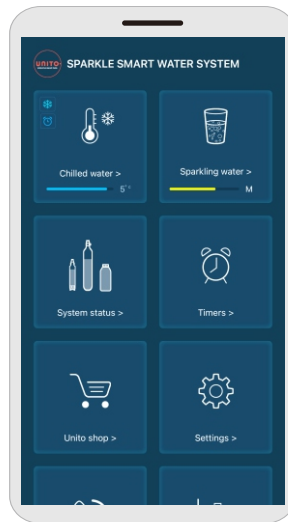 UNITO
SPARKLE SMART WATER SYSTEM
Chilled water >
5°
Sparkling water >
M
System status >
Timers >
Unito shop >
Settings >